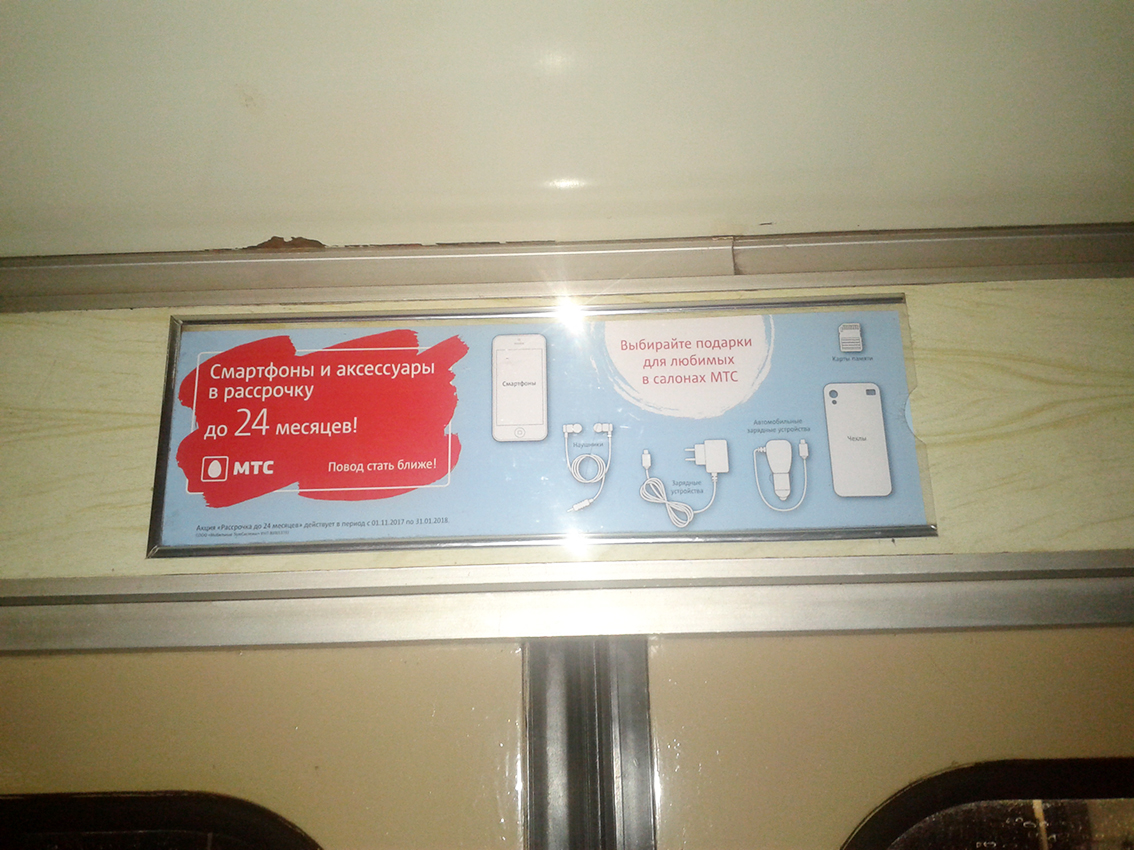 Смартфоны и аксессуары
в рассрочку
до 24 месяцев!
МТС
Повод стать ближе!
Акция «Рассрочка до 24 месяцев» действует в период с 01.11.2017 по 31.01.2018.
Смартфоны
Наушники
Выбирайте подарки
для любимых
в салонах МТС
Зарядные
устройства
Автомобильные
зарядные устройства
Карты памяти
Чехлы